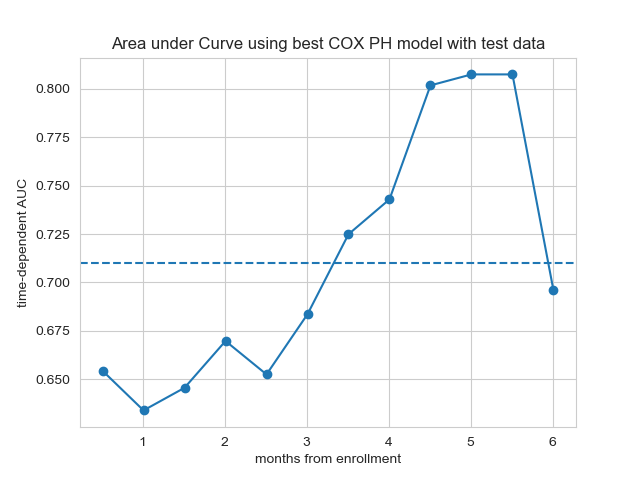 Area under Curve using best COX PH model with test data
0.800
0.775
0.750
0.725
0.700
0.675
0.650
time-dependent AUC
1 2 3 4 5 6
months from enrollment